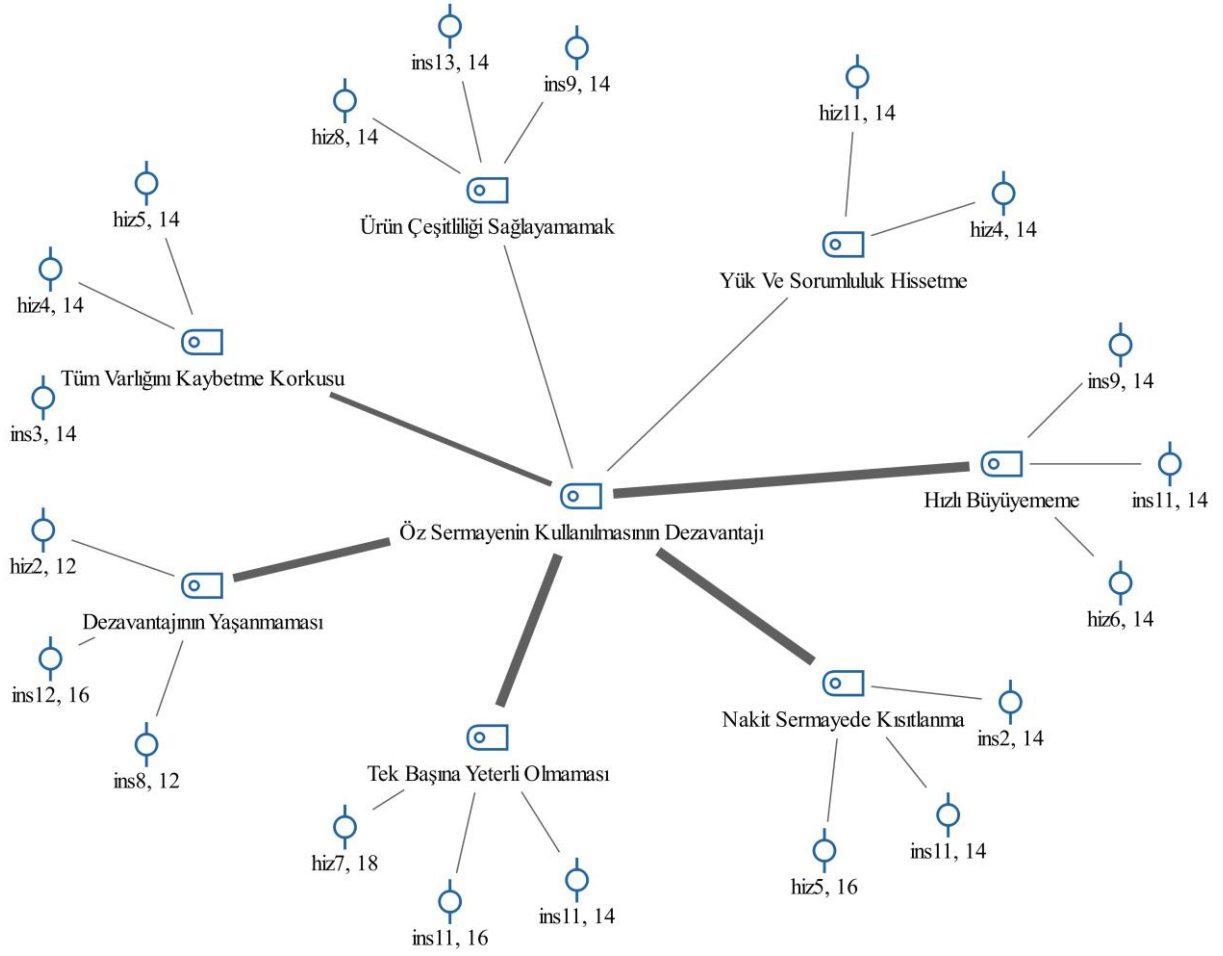 ins13, 14
ins9, 14
hiz8, 14
Ürün Çeşitliliği Sağlayamamak
hiz11, 14
hiz4, 14
Yük Ve Sorumluluk Hissetme
hiz5, 14
hiz4, 14
Tüm Varlığını Kaybetme Korkusu
ins3, 14
ins9, 14
ins11, 14
Hızlı Büyüyememe
hiz6, 14
Öz Sermayenin Kullanılmasının Dezavantajı
hiz2, 12
Dezavantajının Yaşanmaması
ins12, 16
ins8, 12
Tek Başına Yeterli Olmaması
hiz7, 18
ins11, 16
ins11, 14
Nakit Sermayede Kısıtlanma
ins2, 14
ins11, 14
hiz5, 16